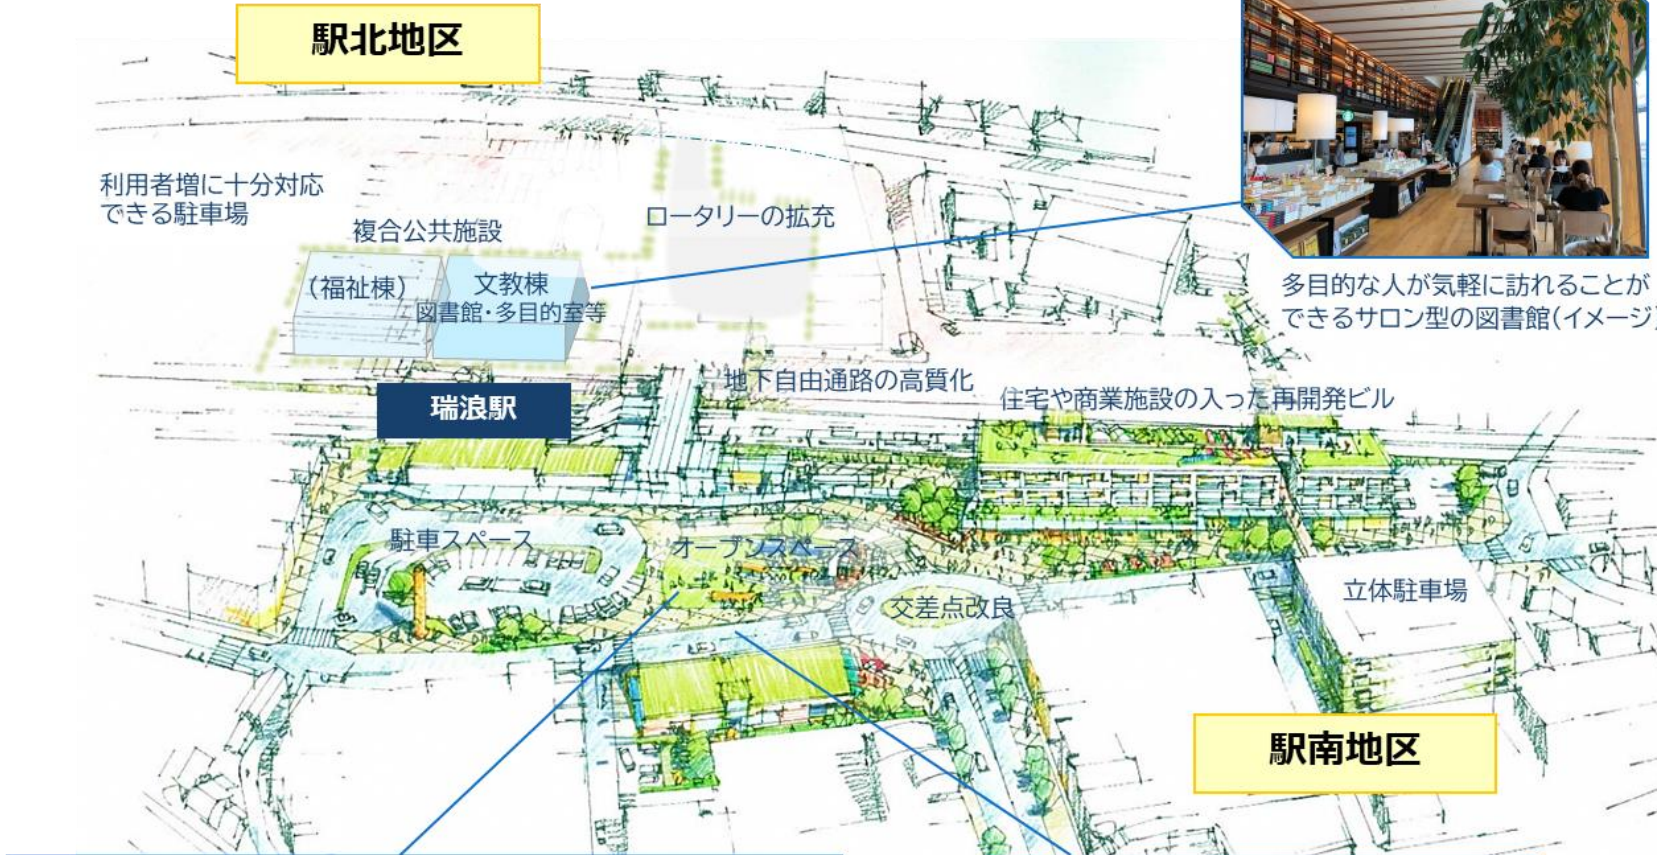 駅北地区
利用者増に十分対応
できる駐車場
複合公共施設
ロータリーの拡充
（福祉棟）
文教棟
図書館・多目的室等
多目的な人が気軽に訪れることが
できるサロン型の図書館（イメージ）
瑞浪駅
地下自由通路の高質化
住宅や商業施設の入った再開発ビル
駐車スペース
オープンスペース
交差点改良
立体駐車場
駅南地区